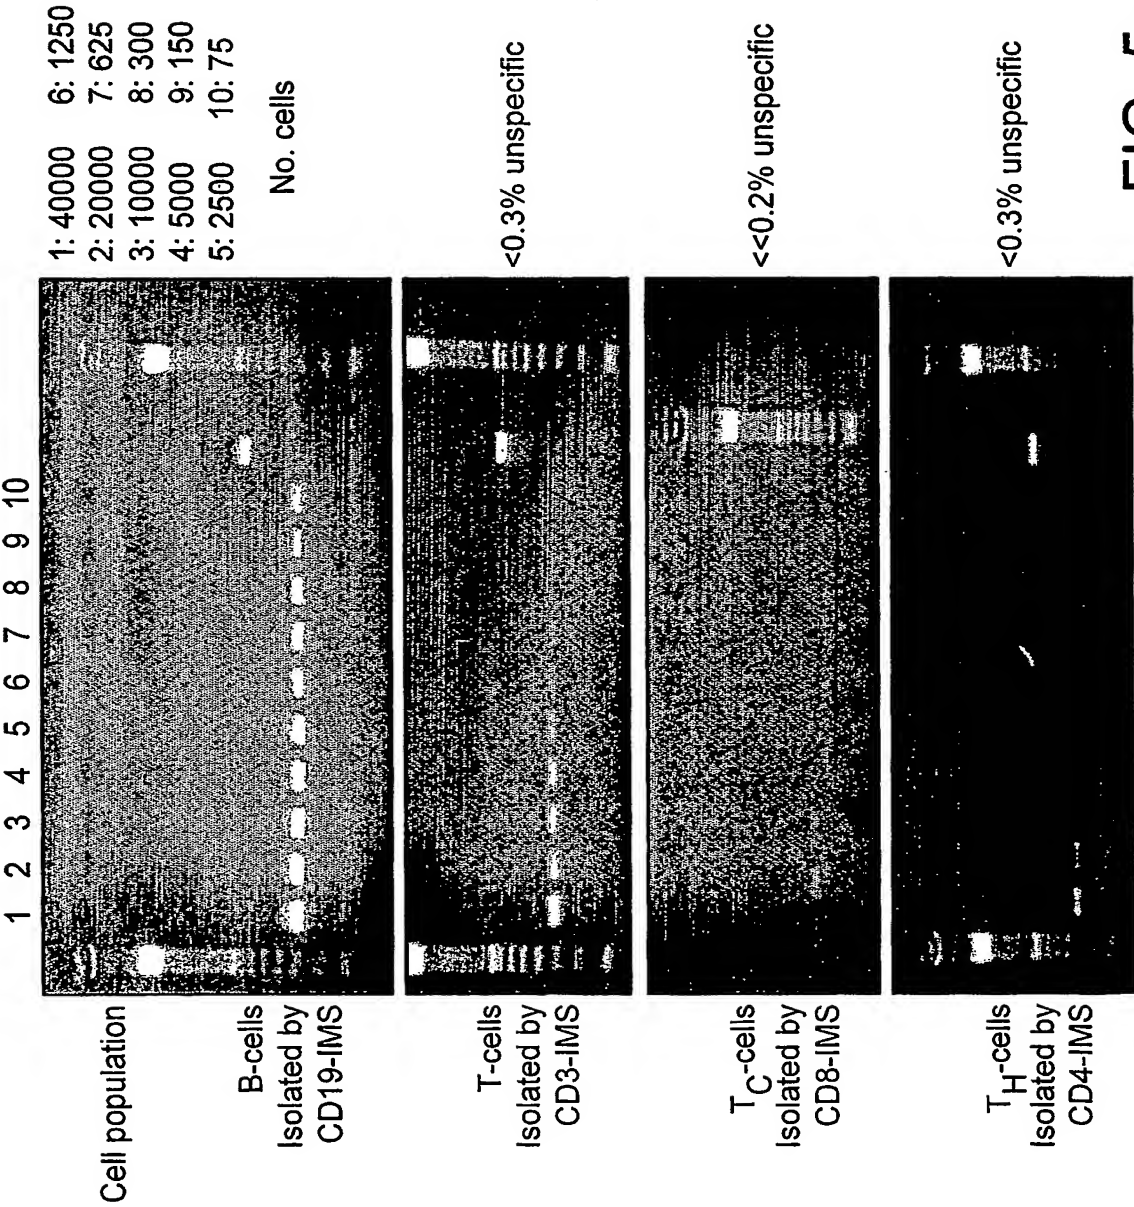 1 2 3 4 5 6 7 8 9 10
1: 40000 6: 1250
2: 20000 7: 625
3: 10000 8: 300
4: 5000 9: 150
5: 2500 10: 75
No. cells
Cell population
B-cells
Isolated by
CD19-IMS
T-cells
Isolated by
CD3-IMS
<0.3% unspecific
TC-cells
Isolated by
CD8-IMS
<<0.2% unspecific
TH-cells
Isolated by
CD4-IMS
<0.3% unspecific